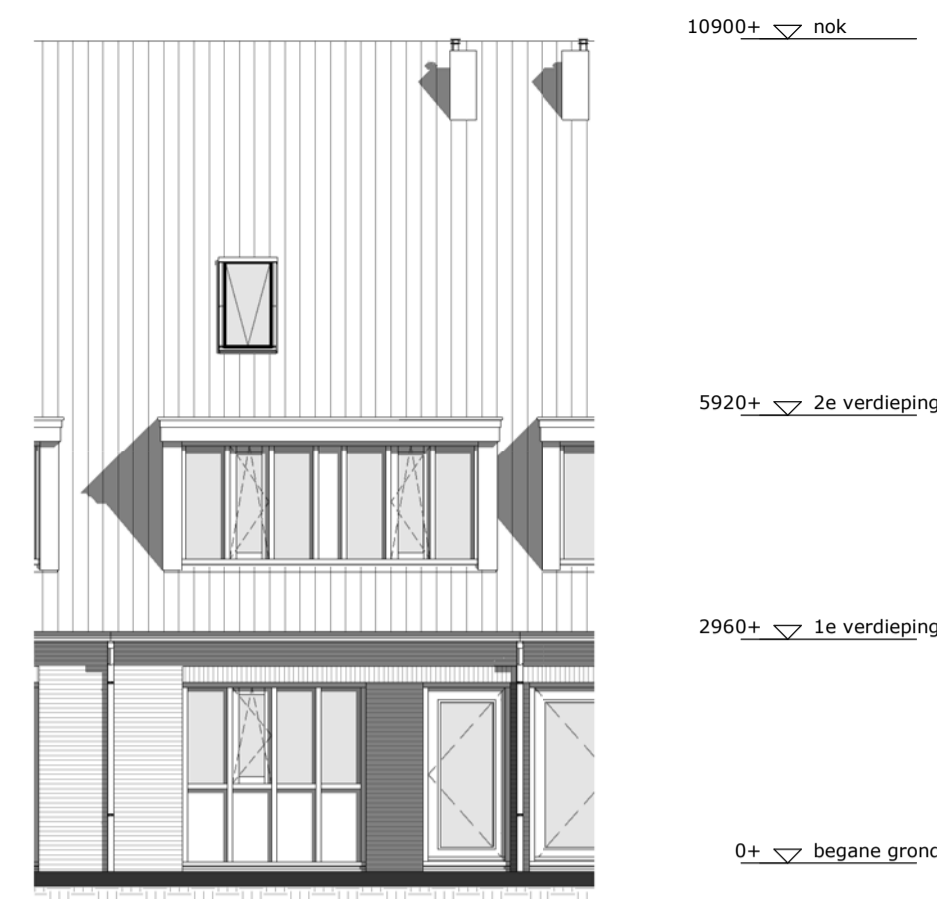 10900+ nok
5920+ 2e verdieping
2960+ 1e verdieping
0+ begane grond